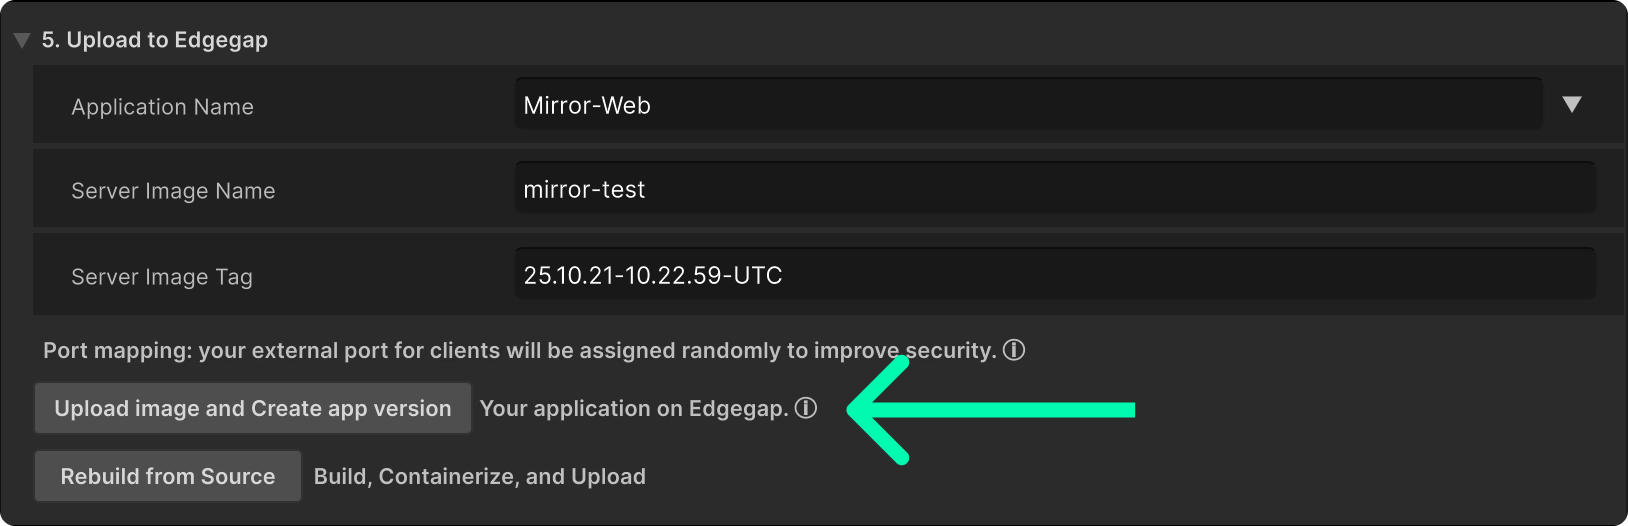 5. Upload to Edgegap
Application Name
Mirror-Web
Server Image Name
mirror-test
Server Image Tag
25.10.21-10.22.59-UTC
Port mapping: your external port for clients will be assigned randomly to improve security.
Upload image and Create app version
Your application on Edgegap.
Rebuild from Source
Build, Containerize, and Upload